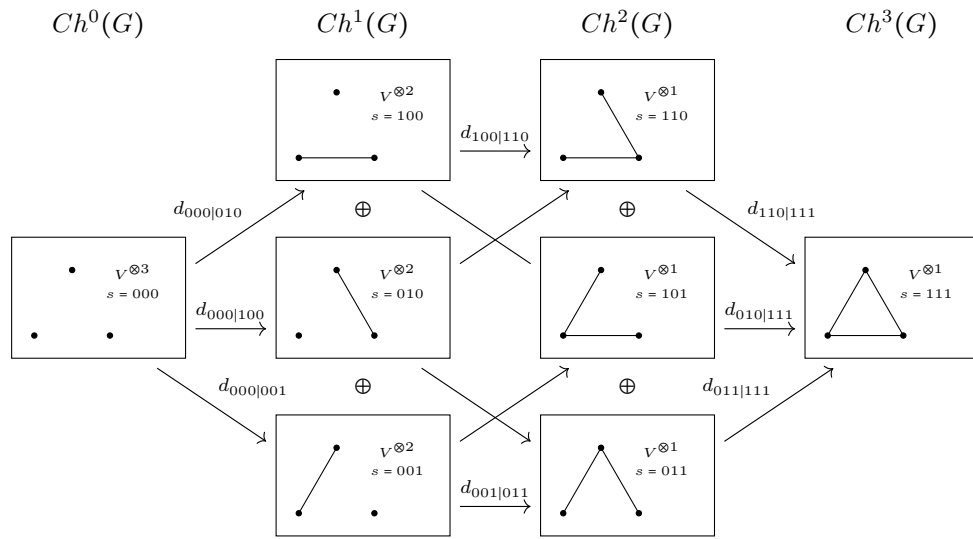 Ch^0(G) Ch^1(G) Ch^2(G) Ch^3(G)
V^{⊗2}
s = 100
d_{100|110}
V^{⊗1}
s = 110
d_{000|010}
⊕
⊕
d_{110|111}
V^{⊗3}
s = 000
d_{000|100}
V^{⊗2}
s = 010
V^{⊗1}
s = 101
d_{010|111}
V^{⊗1}
s = 111
d_{000|001}
⊕
⊕
d_{011|111}
V^{⊗2}
s = 001
d_{001|011}
V^{⊗1}
s = 011